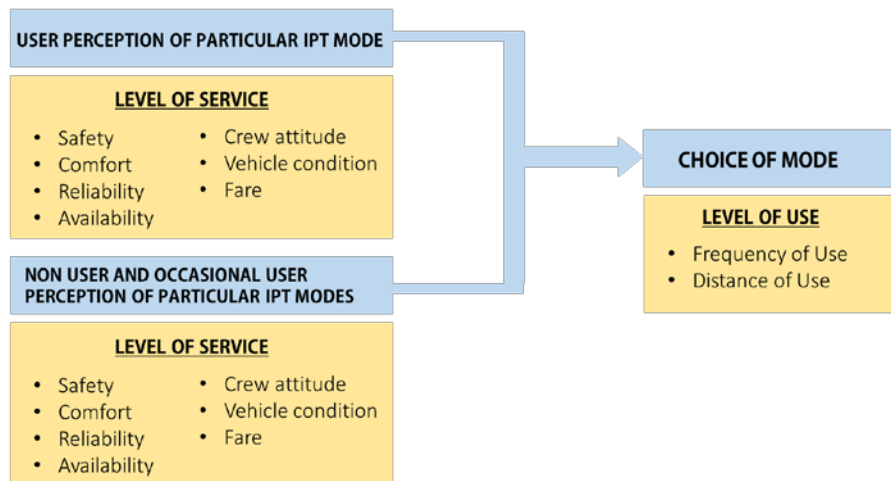 USER PERCEPTION OF PARTICULAR IPT MODE
LEVEL OF SERVICE
• Safety
• Comfort
• Reliability
• Availability
• Crew attitude
• Vehicle condition
• Fare
NON USER AND OCCASIONAL USER
PERCEPTION OF PARTICULAR IPT MODES
LEVEL OF SERVICE
• Safety
• Comfort
• Reliability
• Availability
• Crew attitude
• Vehicle condition
• Fare
CHOICE OF MODE
LEVEL OF USE
• Frequency of Use
• Distance of Use